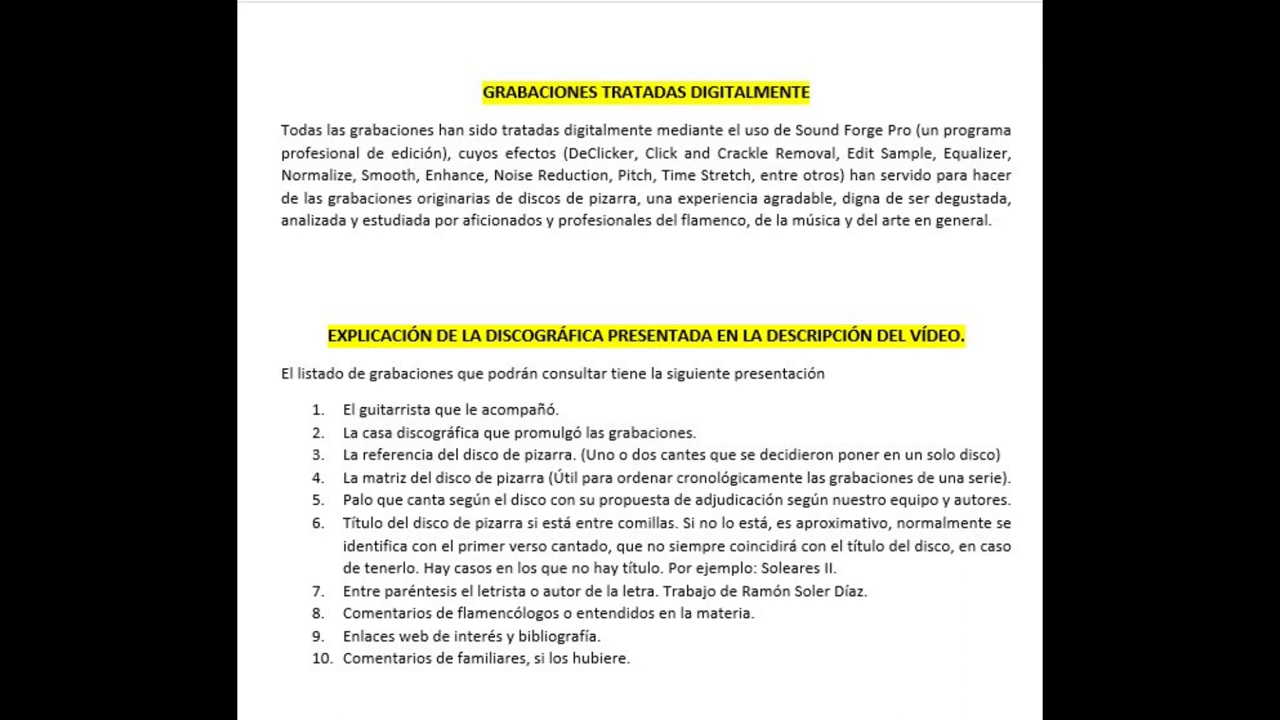 GRABACIONES TRATADAS DIGITALMENTE
Todas las grabaciones han sido tratadas digitalmente mediante el uso de Sound Forge Pro (un programa
profesional de edición), cuyos efectos (DeClicker, Click and Crackle Removal, Edit Sample, Equalizer,
Normalize, Smooth, Enhance, Noise Reduction, Pitch, Time Stretch, entre otros) han servido para hacer
de las grabaciones originarias de discos de pizarra, una experiencia agradable, digna de ser degustada,
analizada y estudiada por aficionados y profesionales del flamenco, de la música y del arte en general.
EXPLICACIÓN DE LA DISCOGRÁFICA PRESENTADA EN LA DESCRIPCIÓN DEL VÍDEO.
El listado de grabaciones que podrán consultar tiene la siguiente presentación
1. El guitarrista que le acompañó.
2. La casa discográfica que promulgó las grabaciones.
3. La referencia del disco de pizarra. (Uno o dos cantes que se decidieron poner en un solo disco)
4. La matriz del disco de pizarra (Útil para ordenar cronológicamente las grabaciones de una serie).
5. Palo que canta según el disco con su propuesta de adjudicación según nuestro equipo y autores.
6. Título del disco de pizarra si está entre comillas. Si no lo está, es aproximativo, normalmente se
identifica con el primer verso cantado, que no siempre coincidirá con el título del disco, en caso
de tenerlo. Hay casos en los que no hay título. Por ejemplo: Soleares II.
7. Entre paréntesis el letrista o autor de la letra. Trabajo de Ramón Soler Díaz.
8. Comentarios de flamencólogos o entendidos en la materia.
9. Enlaces web de interés y bibliografía.
10. Comentarios de familiares, si los hubiere.